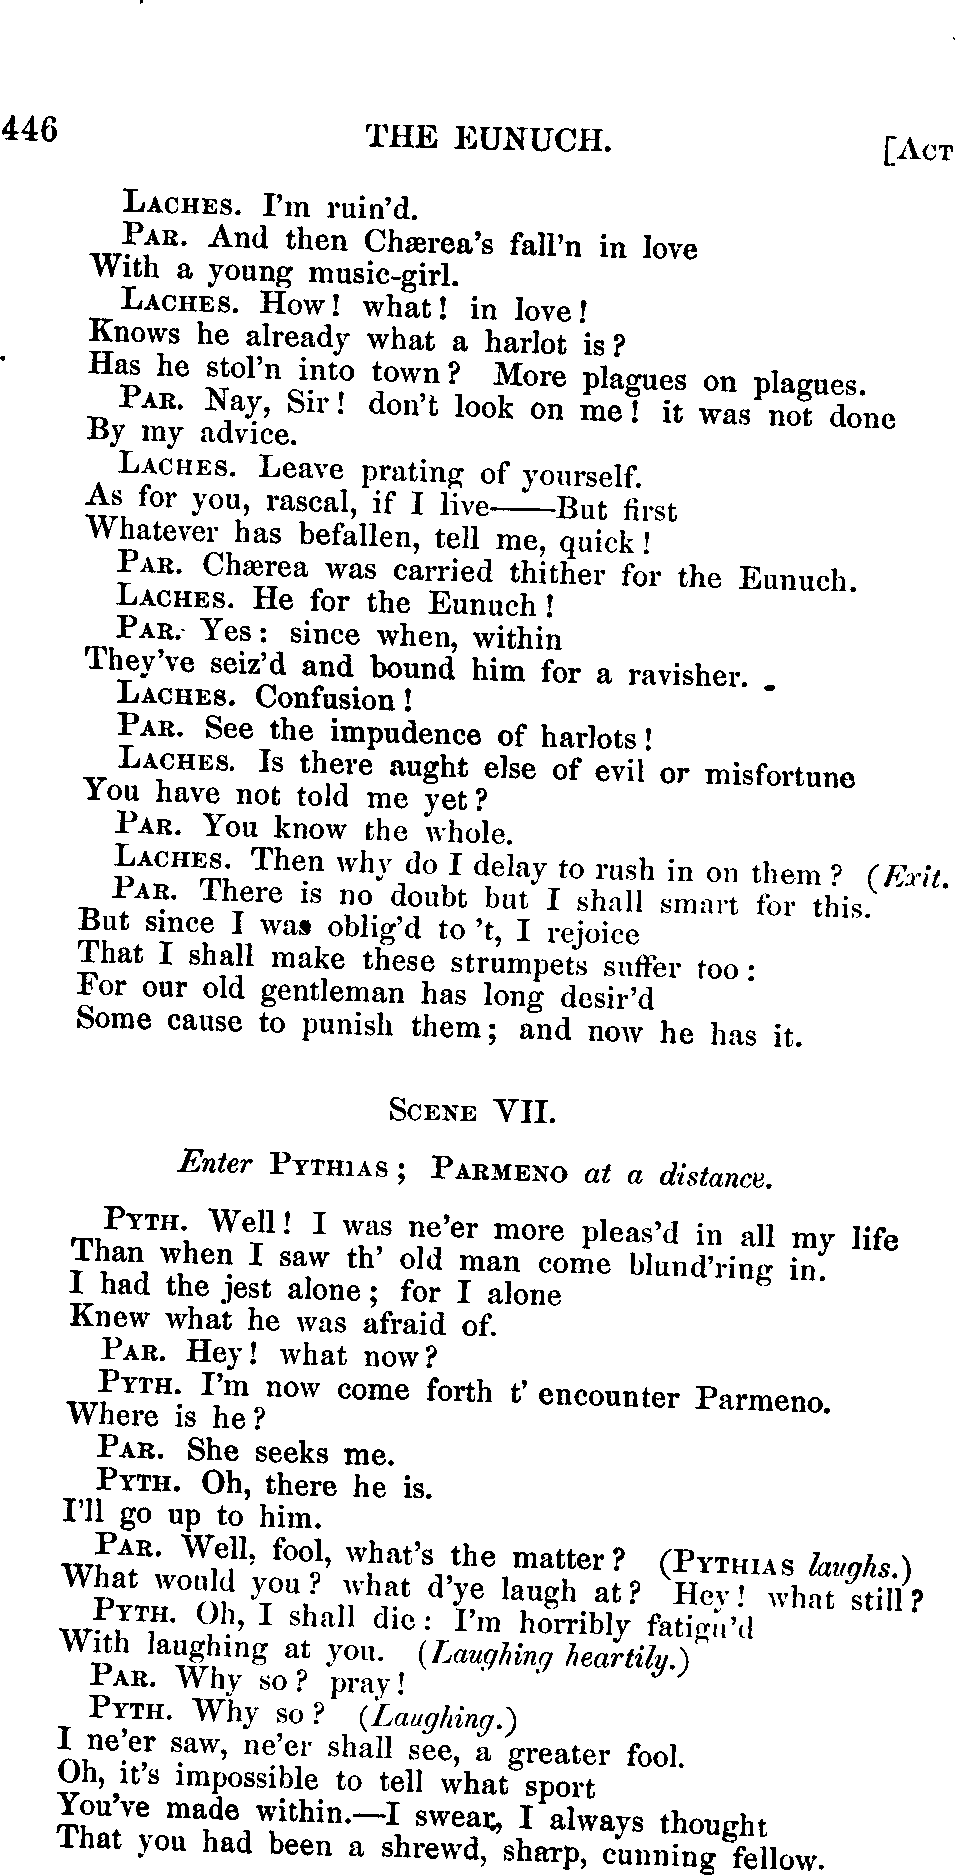 446
THE EUNUCH.
[ACT
LACHES. I'm ruin'd.
PAR. And then Chærea's fall'n in love
With a young music-girl.
LACHES. How! what! in love!
Knows he already what a harlot is?
Has he stol'n into town? More plagues on plagues.
PAR. Nay, Sir! don't look on me! it was not done
By my advice.
LACHES. Leave prating of yourself.
As for you, rascal, if I live——But first
Whatever has befallen, tell me, quick!
PAR. Chærea was carried thither for the Eunuch.
LACHES. He for the Eunuch!
PAR. Yes: since when, within
They've seiz'd and bound him for a ravisher.
LACHES. Confusion!
PAR. See the impudence of harlots!
LACHES. Is there aught else of evil or misfortune
You have not told me yet?
PAR. You know the whole.
LACHES. Then why do I delay to rush in on them? (Exit.
PAR. There is no doubt but I shall smart for this.
But since I was oblig'd to 't, I rejoice
That I shall make these strumpets suffer too:
For our old gentleman has long desir'd
Some cause to punish them; and now he has it.
SCENE VII.
Enter PYTHIAS; PARMENO at a distance.
PYTH. Well! I was ne'er more pleas'd in all my life
Than when I saw th' old man come blund'ring in.
I had the jest alone; for I alone
Knew what he was afraid of.
PAR. Hey! what now?
PYTH. I'm now come forth t' encounter Parmeno.
Where is he?
PAR. She seeks me.
PYTH. Oh, there he is.
I'll go up to him.
PAR. Well, fool, what's the matter? (PYTHIAS laughs.)
What would you? what d'ye laugh at? Hey! what still?
PYTH. Oh, I shall die: I'm horribly fatigu'd
With laughing at you. (Laughing heartily.)
PAR. Why so? pray!
PYTH. Why so? (Laughing.)
I ne'er saw, ne'er shall see, a greater fool.
Oh, it's impossible to tell what sport
You've made within.—I swear, I always thought
That you had been a shrewd, sharp, cunning fellow.